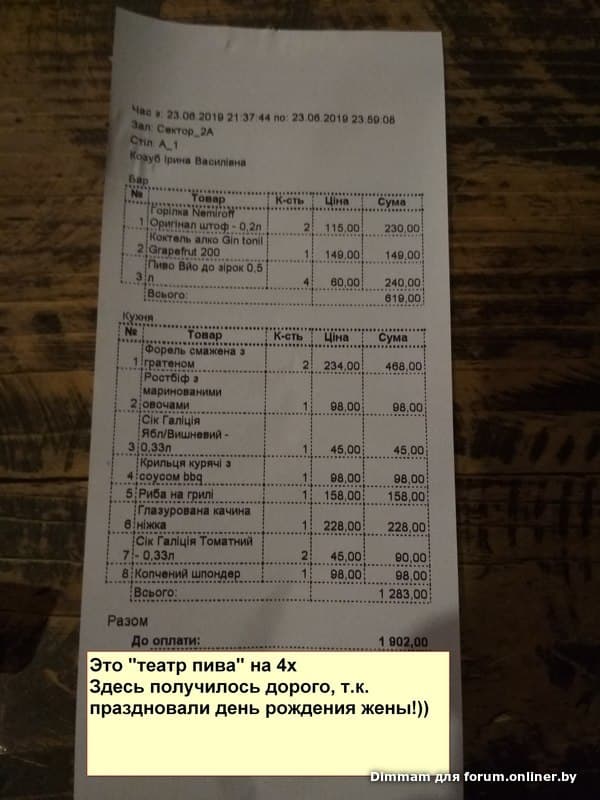 Час з: 23.06.2019 21:37:44 по: 23.06.2019 23:59:08
Зал: Сектор_2А
Стіл: А_1
Козуб Ірина Василівна
Бар
№ Товар К-сть Ціна Сума
1 Горілка Nemiroff
Оригінал штоф - 0,2л 2 115,00 230,00
2 Коктель алко Gin tonil
Grapefrut 200 1 149,00 149,00
3 Пиво Вйо до зірок 0,5
л 4 60,00 240,00
Всього: 619,00
Кухня
№ Товар К-сть Ціна Сума
1 Форель смажена з
гратеном 2 234,00 468,00
Ростбіф з
маринованими
2 овочами 1 98,00 98,00
Сік Галіція
Ябл/Вишневий -
3 0,33л 1 45,00 45,00
Крильця курячі з
4 соусом bbq 1 98,00 98,00
5 Риба на грилі 1 158,00 158,00
Глазурована качина
6 ніжка 1 228,00 228,00
Сік Галіція Томатний
7 - 0,33л 2 45,00 90,00
8 Копчений шпондер 1 98,00 98,00
Всього: 1 283,00
Разом
До оплати: 1 902,00
Это "театр пива" на 4х
Здесь получилось дорого, т.к.
праздновали день рождения жены!))
Dimmam для forum.onliner.by